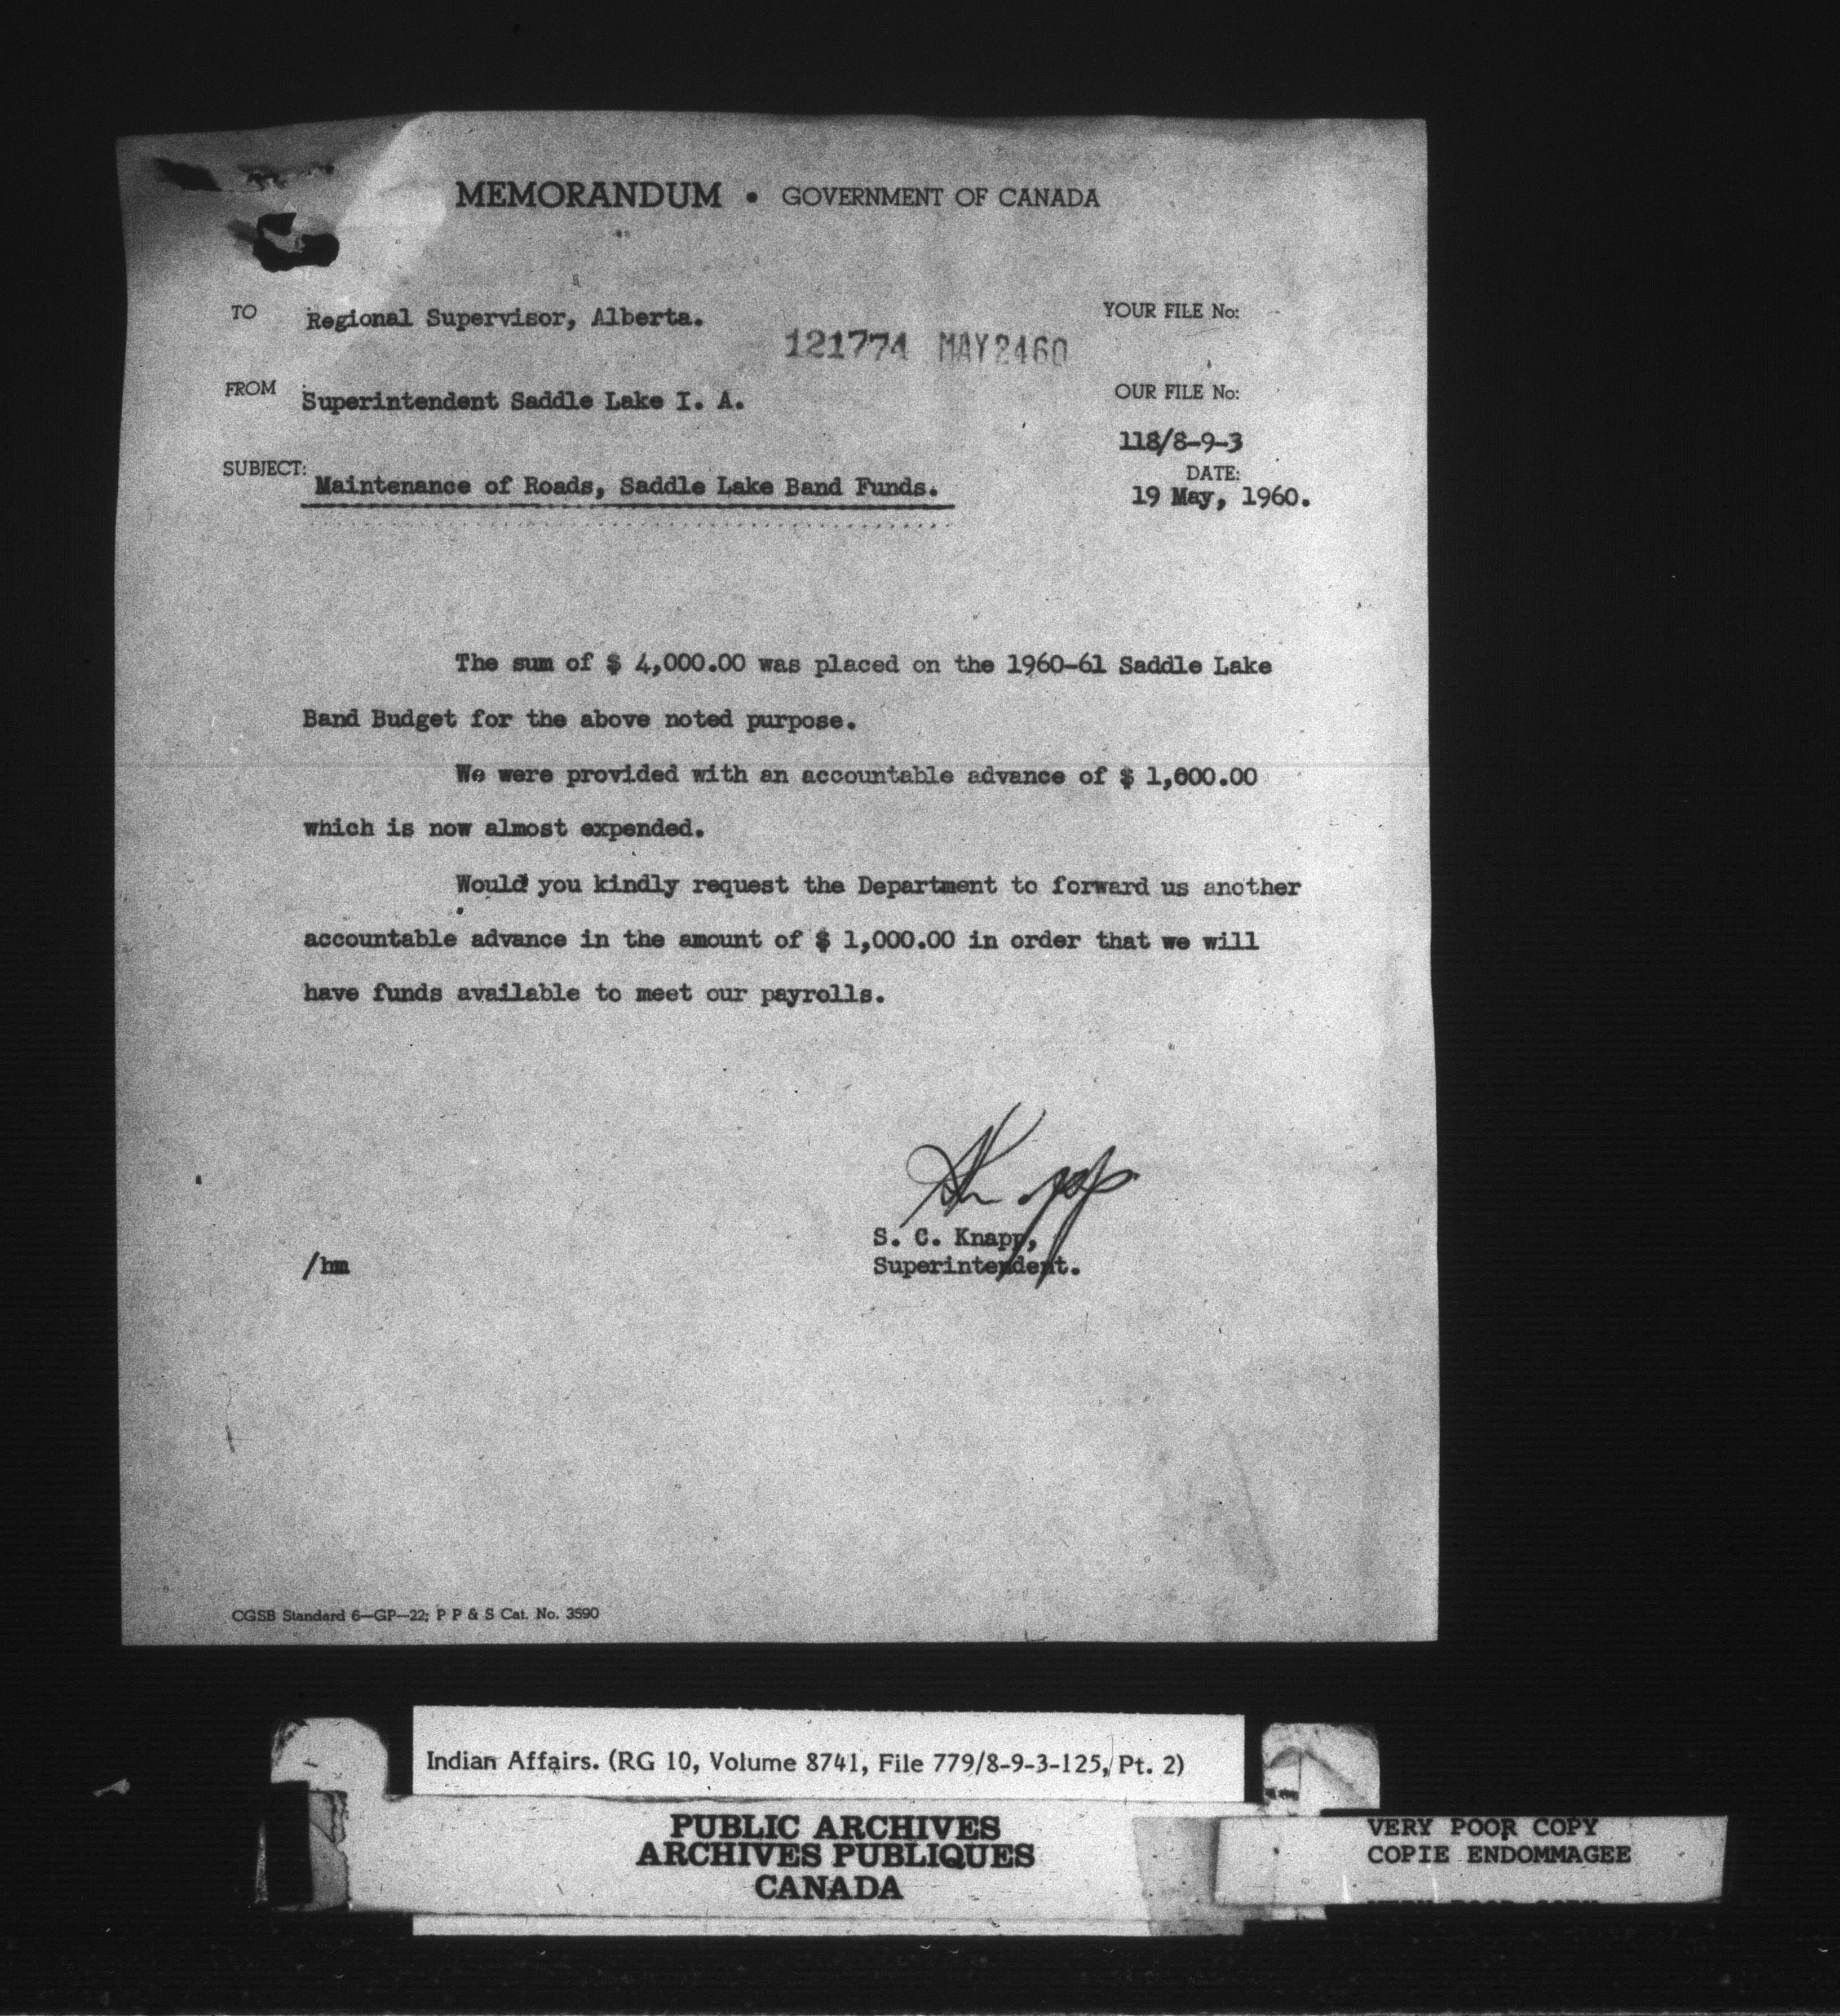 MEMORANDUM • GOVERNMENT OF CANADA
TO Regional Supervisor, Alberta.
YOUR FILE No:
121774 MAY 24 60
FROM Superintendent Saddle Lake I. A.
OUR FILE No:
118/8-9-3
SUBJECT: Maintenance of Roads, Saddle Lake Band Funds.
DATE:
19 May, 1960.
The sum of $ 4,000.00 was placed on the 1960-61 Saddle Lake
Band Budget for the above noted purpose.
We were provided with an accountable advance of $ 1,000.00
which is now almost expended.
Would you kindly request the Department to forward us another
accountable advance in the amount of $ 1,000.00 in order that we will
have funds available to meet our payrolls.
Knapp
S. C. Knapp,
Superintendent.
/hm
CGSB Standard 6—GP—22; P P & S Cat. No. 3590
Indian Affairs. (RG 10, Volume 8741, File 779/8-9-3-125, Pt. 2)
PUBLIC ARCHIVES
ARCHIVES PUBLIQUES
CANADA
VERY POOR COPY
COPIE ENDOMMAGEE